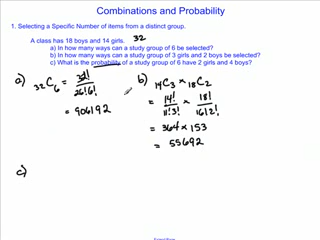 Combinations and Probability
1. Selecting a Specific Number of items from a distinct group.
32
A class has 18 boys and 14 girls.
a) In how many ways can a study group of 6 be selected?
b) In how many ways can a study group of 3 girls and 2 boys be selected?
c) What is the probability of a study group of 6 have 2 girls and 4 boys?
a) 32C6 = 32!/26!6!
= 906192
b) 14C3 × 18C2
= 14!/11!3! × 18!/16!2!
= 364 × 153
= 55692
c)